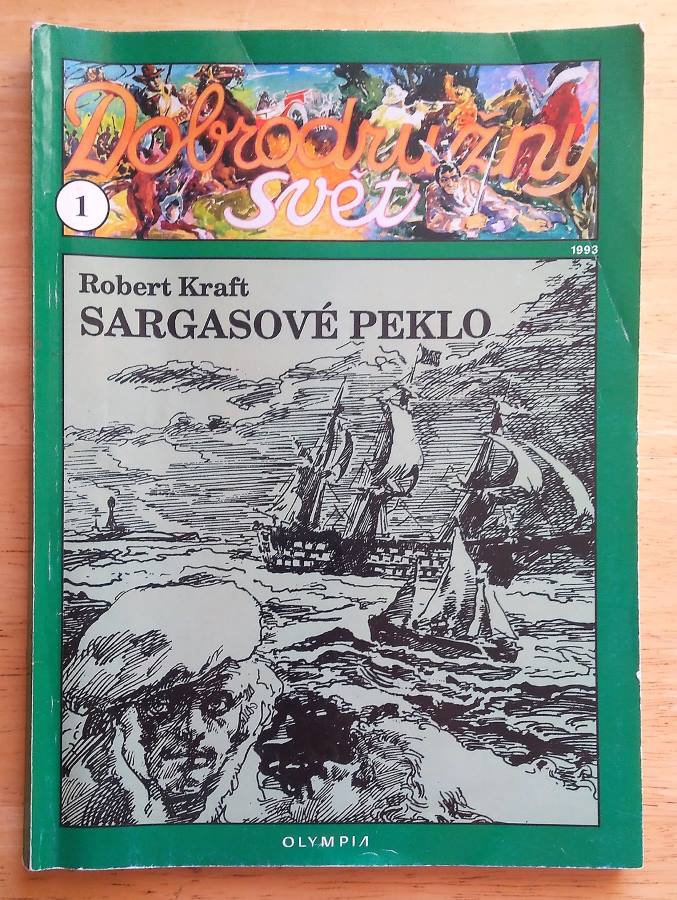 Dobrodružný
svět
1
1993
Robert Kraft
SARGASOVÉ PEKLO
OLYMPIA